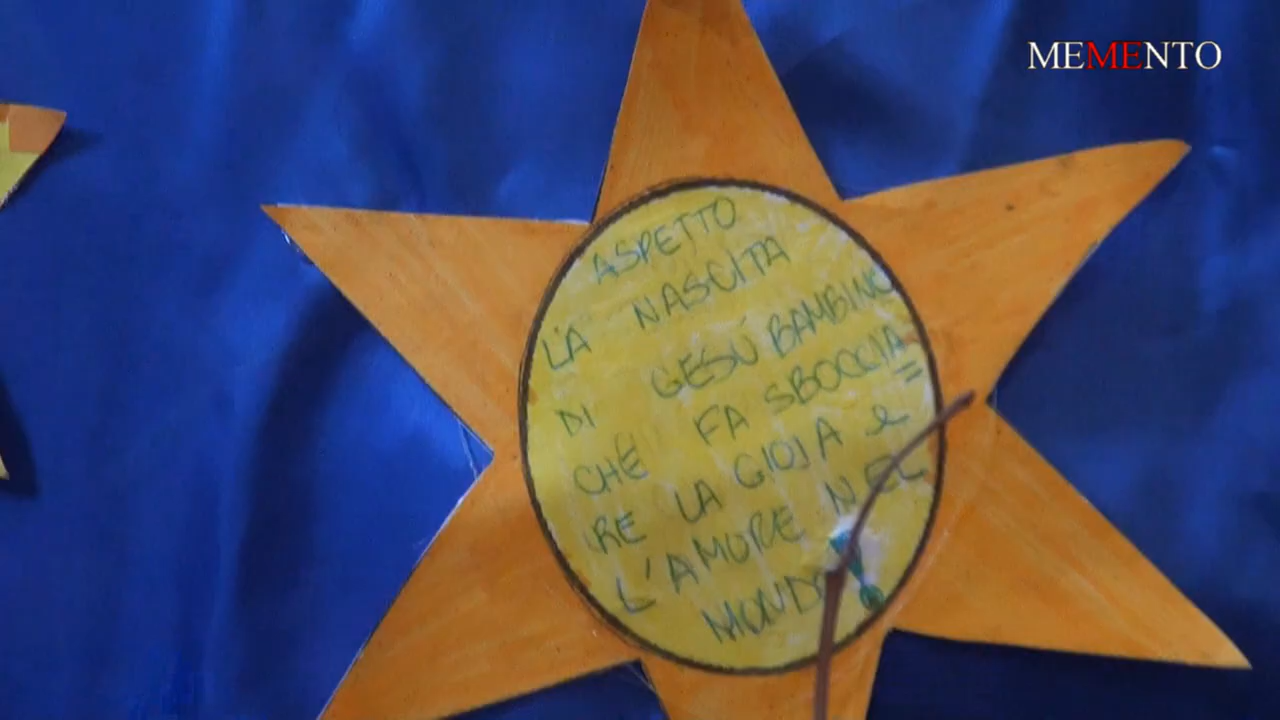 MEMENTO
ASPETTO
LA NASCITA
DI GESÙ BAMBINO
CHE FA SBOCCIA=
RE LA GIOIA e
L'AMORE NEL
MONDO!